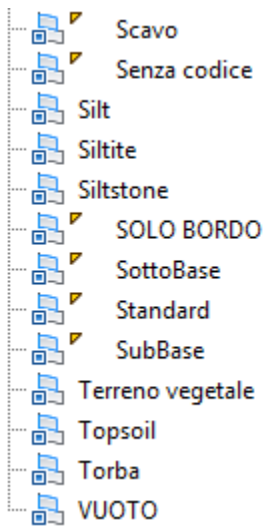 Scavo
Senza codice
Silt
Siltite
Siltstone
SOLO BORDO
SottoBase
Standard
SubBase
Terreno vegetale
Topsoil
Torba
VUOTO